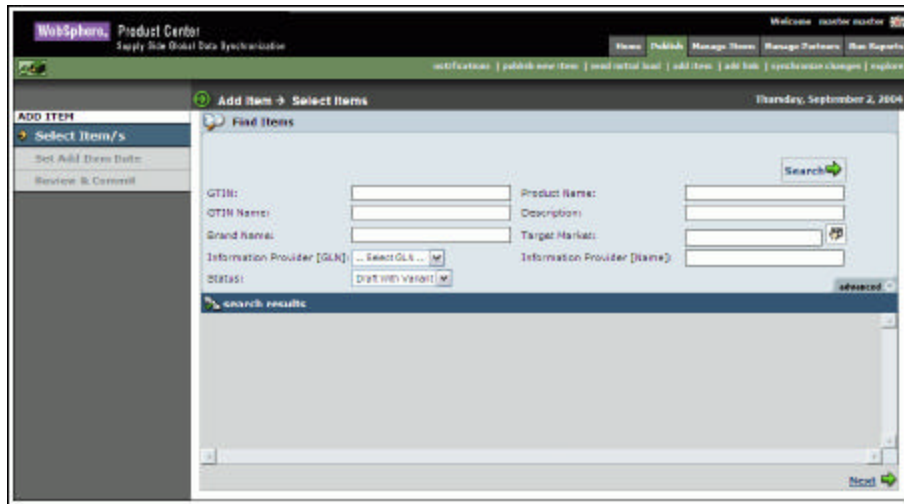 WebSphere. Product Center
Supply Side Global Data Synchronization
Welcome master master
Home Publish Manage Items Manage Partners Run Reports
notifications | publish new item | send initial load | add item | add link | synchronize changes | explore
Add Item → Select Items
Thursday, September 2, 2004
ADD ITEM
Select Item/s
Set Add Item Date
Review & Commit
Find Items
Search
GTIN:
Product Name:
GTIN Name:
Description:
Brand Name:
Target Market:
Information Provider [GLN]: ... Select GLN ...
Information Provider [Name]:
Status: Draft With Variant
advanced
search results
Next